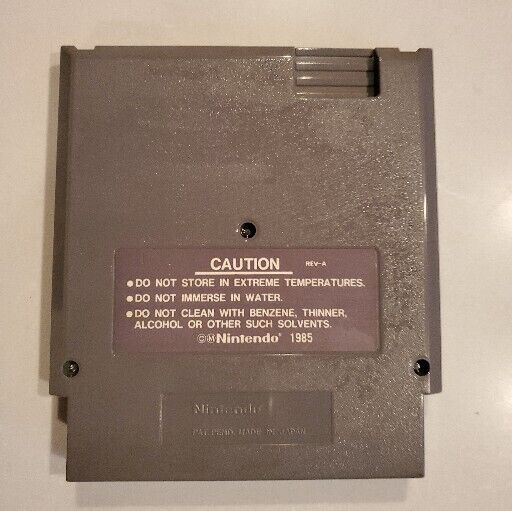 CAUTION REV-A
●DO NOT STORE IN EXTREME TEMPERATURES.
●DO NOT IMMERSE IN WATER.
●DO NOT CLEAN WITH BENZENE, THINNER,
ALCOHOL OR OTHER SUCH SOLVENTS.
©Ⓜ Nintendo® 1985
Nintendo®
PAT. PEND. MADE IN JAPAN